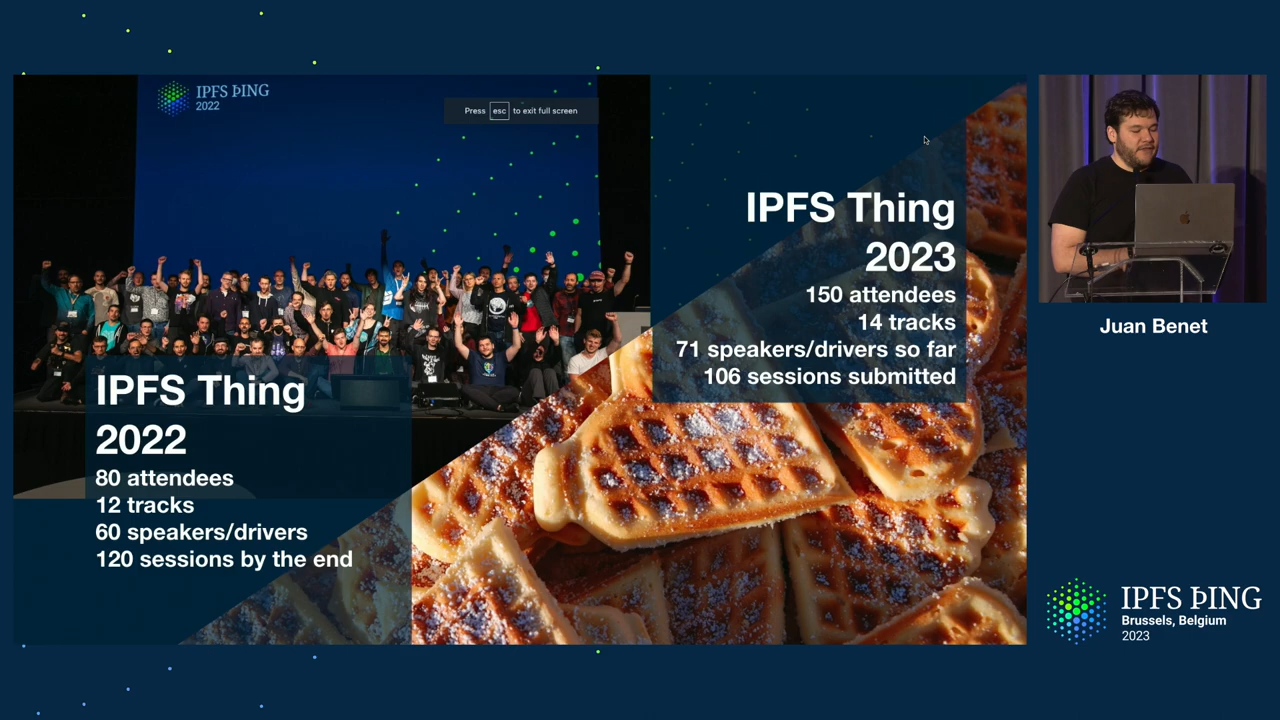 IPFS ÞING
2022
Press esc to exit full screen
IPFS Thing
2022
80 attendees
12 tracks
60 speakers/drivers
120 sessions by the end
IPFS Thing
2023
150 attendees
14 tracks
71 speakers/drivers so far
106 sessions submitted
Juan Benet
IPFS ÞING
Brussels, Belgium
2023